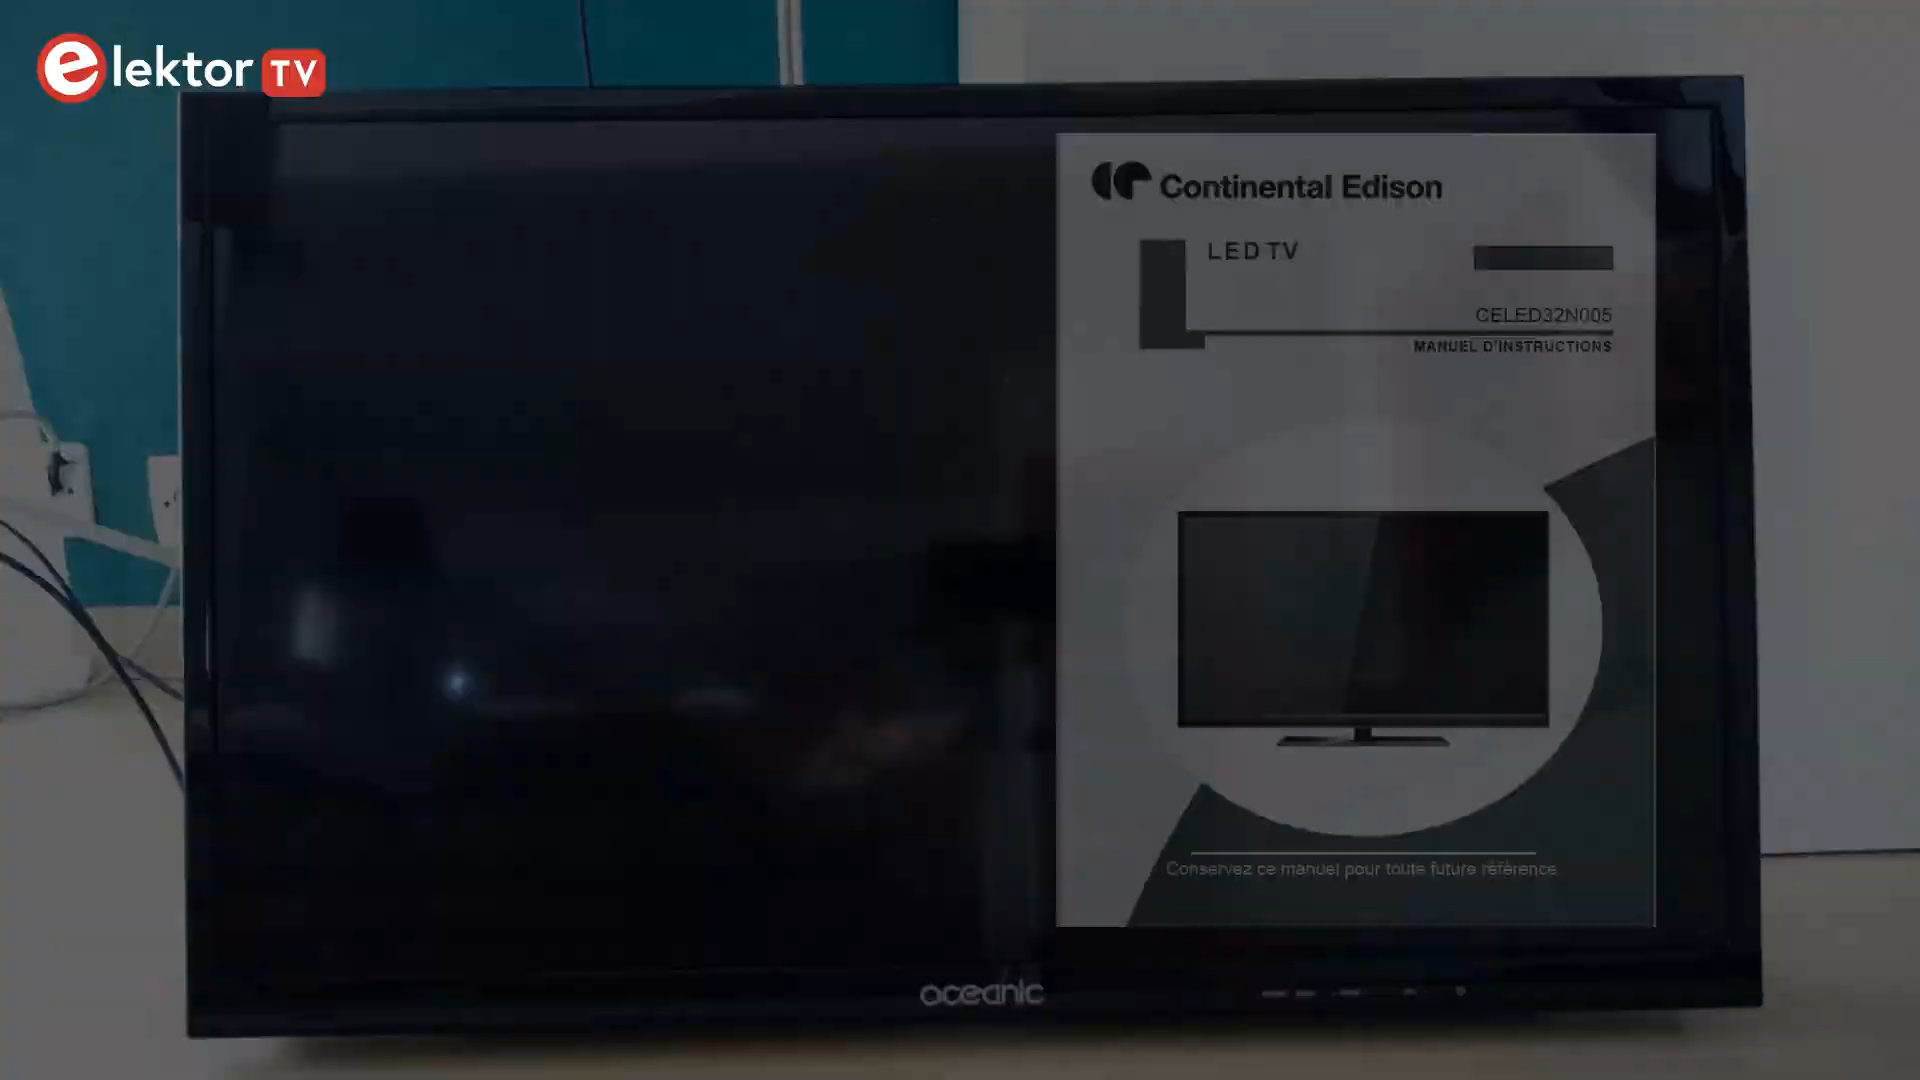 elektor TV
Continental Edison
LED TV
CELED32N005
MANUEL D'INSTRUCTIONS
Conservez ce manuel pour toute future référence
oceanic